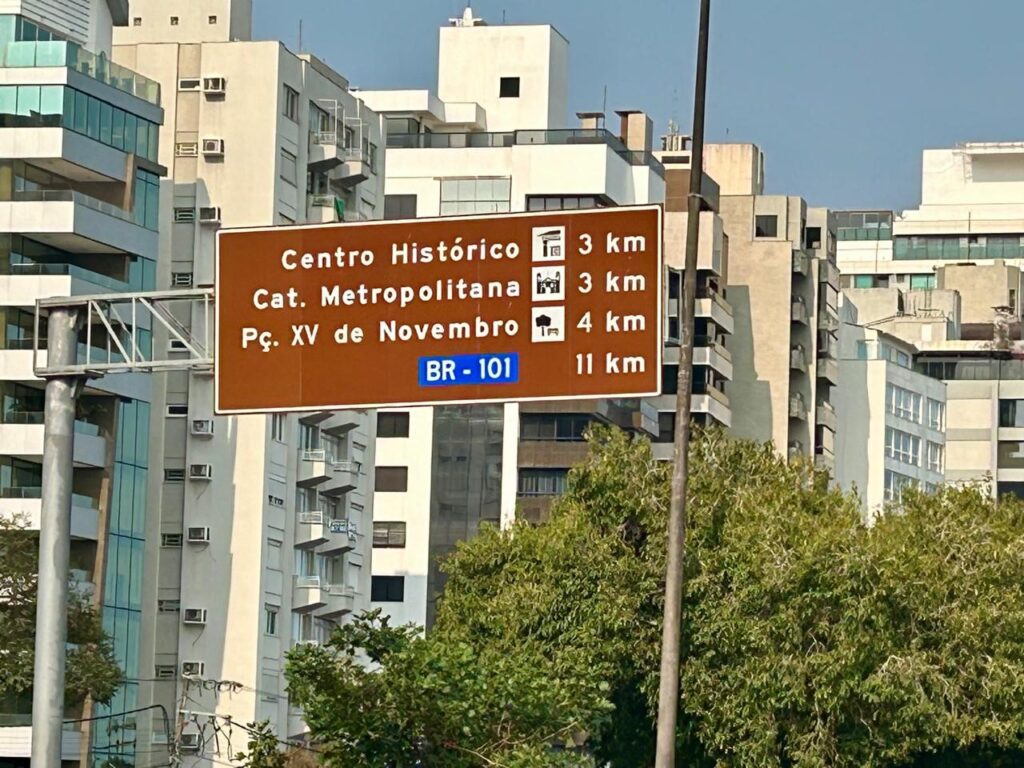 Centro Histórico 3 km
Cat. Metropolitana 3 km
Pç. XV de Novembro 4 km
BR - 101 11 km